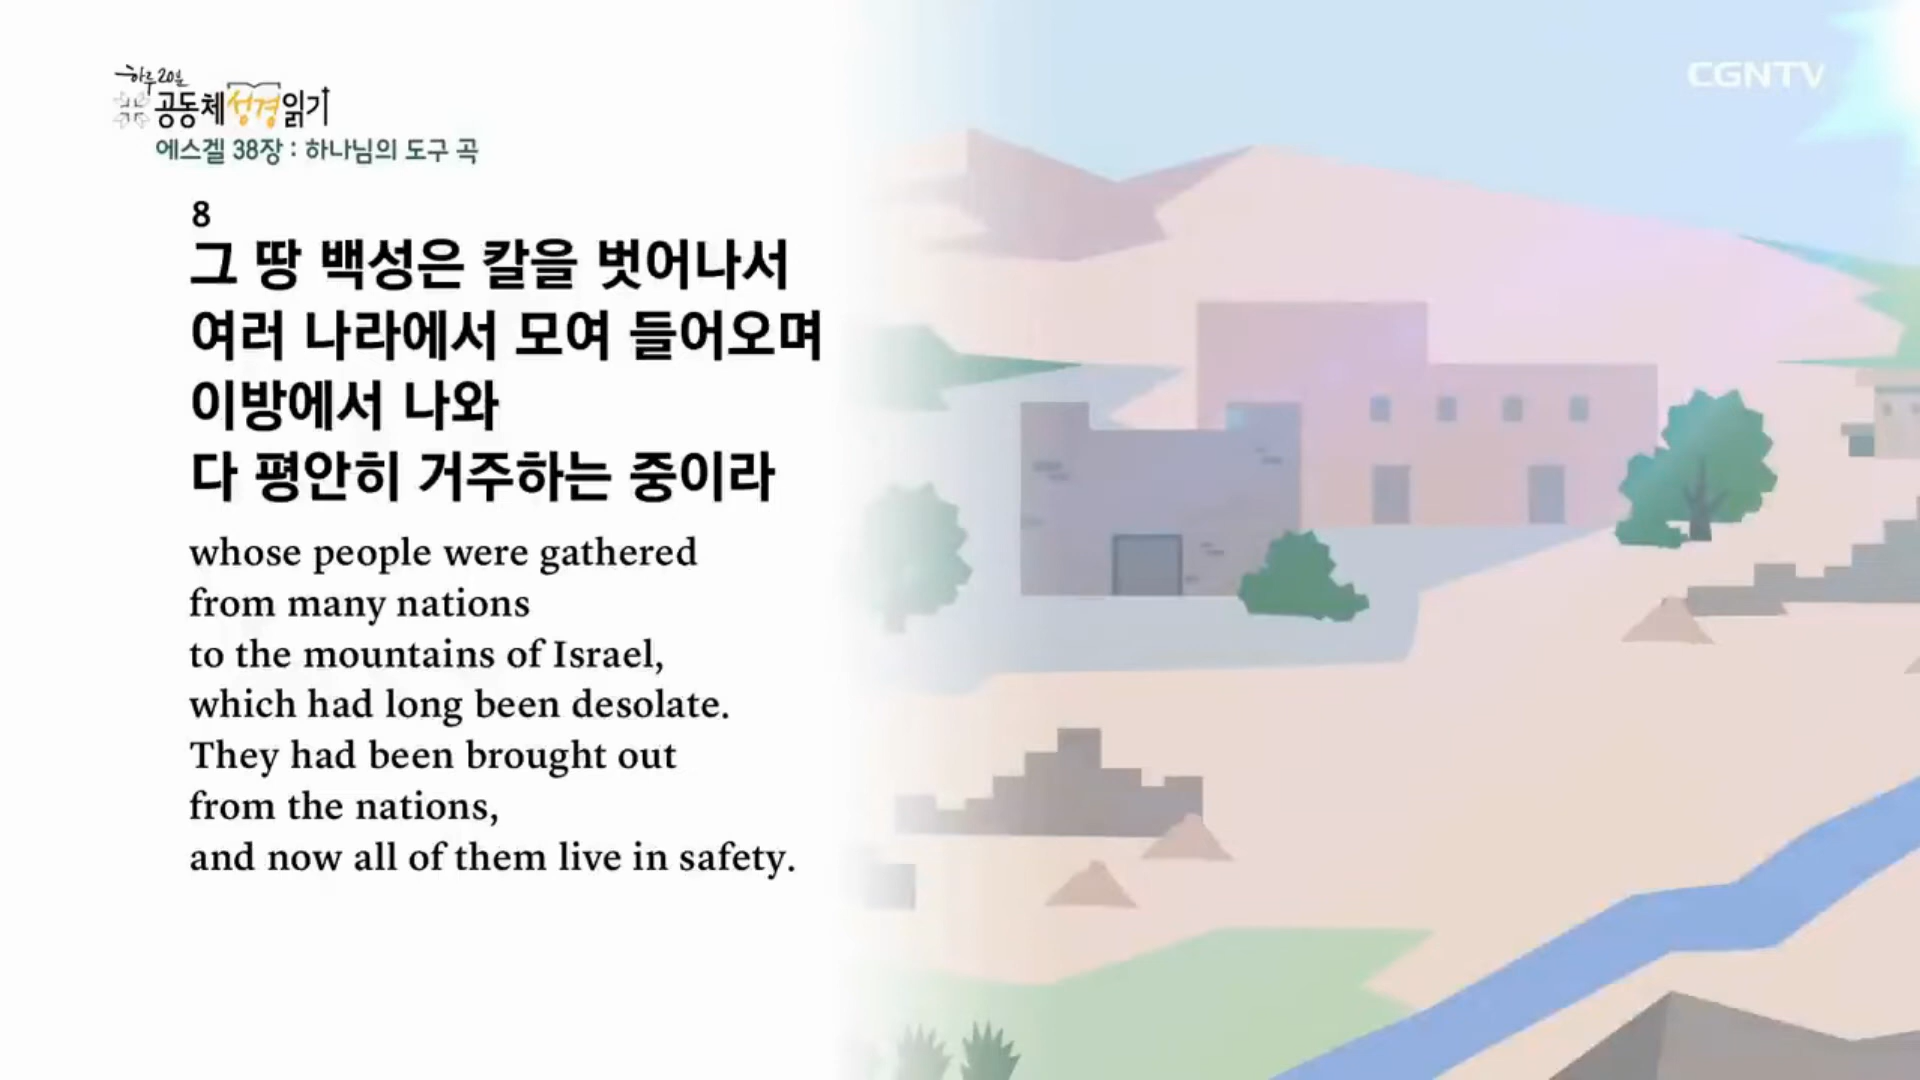 하루20분
공동체성경읽기
에스겔 38장 : 하나님의 도구 곡
CGNTV
8
그 땅 백성은 칼을 벗어나서
여러 나라에서 모여 들어오며
이방에서 나와
다 평안히 거주하는 중이라
whose people were gathered
from many nations
to the mountains of Israel,
which had long been desolate.
They had been brought out
from the nations,
and now all of them live in safety.